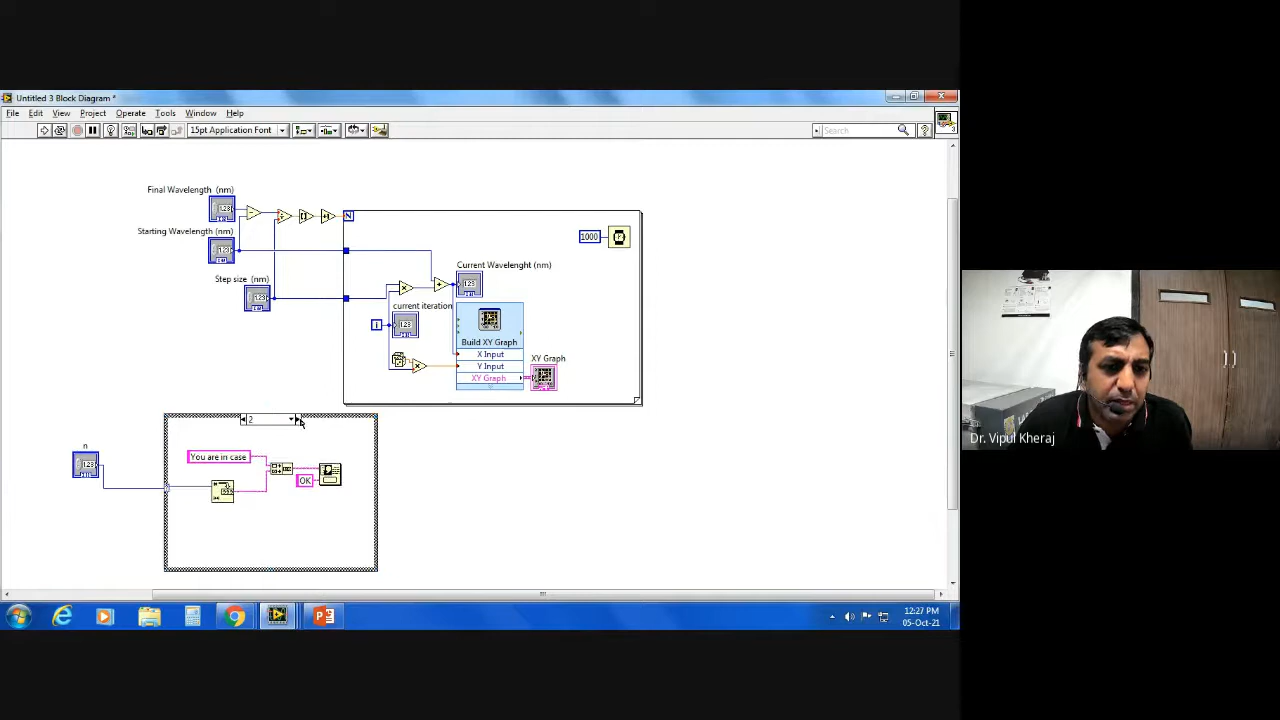 Untitled 3 Block Diagram *
File Edit View Project Operate Tools Window Help
15pt Application Font
Search
Final Wavelength (nm)
Starting Wavelength (nm)
Step size (nm)
N
1000
Current Wavelenght (nm)
current iteration
i
Build XY Graph
X Input
Y Input
XY Graph
XY Graph
2
n
You are in case
OK
Dr. Vipul Kheraj
12:27 PM
05-Oct-21